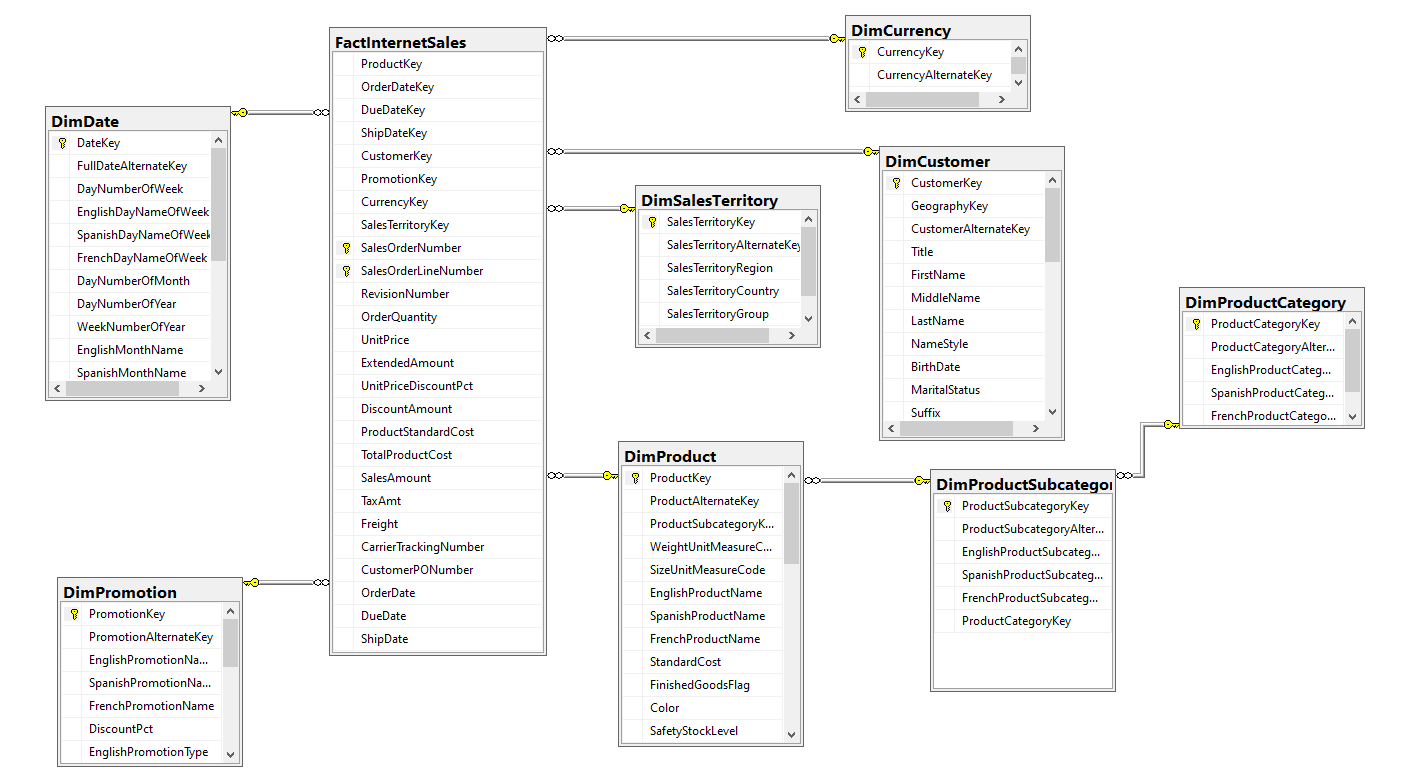 FactInternetSales
ProductKey
OrderDateKey
DueDateKey
ShipDateKey
CustomerKey
PromotionKey
CurrencyKey
SalesTerritoryKey
SalesOrderNumber
SalesOrderLineNumber
RevisionNumber
OrderQuantity
UnitPrice
ExtendedAmount
UnitPriceDiscountPct
DiscountAmount
ProductStandardCost
TotalProductCost
SalesAmount
TaxAmt
Freight
CarrierTrackingNumber
CustomerPONumber
OrderDate
DueDate
ShipDate
DimCurrency
CurrencyKey
CurrencyAlternateKey
DimDate
DateKey
FullDateAlternateKey
DayNumberOfWeek
EnglishDayNameOfWeek
SpanishDayNameOfWeek
FrenchDayNameOfWeek
DayNumberOfMonth
DayNumberOfYear
WeekNumberOfYear
EnglishMonthName
SpanishMonthName
DimCustomer
CustomerKey
GeographyKey
CustomerAlternateKey
Title
FirstName
MiddleName
LastName
NameStyle
BirthDate
MaritalStatus
Suffix
DimSalesTerritory
SalesTerritoryKey
SalesTerritoryAlternateKey
SalesTerritoryRegion
SalesTerritoryCountry
SalesTerritoryGroup
DimProductCategory
ProductCategoryKey
ProductCategoryAlter...
EnglishProductCateg...
SpanishProductCateg...
FrenchProductCatego...
DimProduct
ProductKey
ProductAlternateKey
ProductSubcategoryK...
WeightUnitMeasureC...
SizeUnitMeasureCode
EnglishProductName
SpanishProductName
FrenchProductName
StandardCost
FinishedGoodsFlag
Color
SafetyStockLevel
DimProductSubcategor
ProductSubcategoryKey
ProductSubcategoryAlter...
EnglishProductSubcateg...
SpanishProductSubcateg...
FrenchProductSubcateg...
ProductCategoryKey
DimPromotion
PromotionKey
PromotionAlternateKey
EnglishPromotionNa...
SpanishPromotionNa...
FrenchPromotionName
DiscountPct
EnglishPromotionType